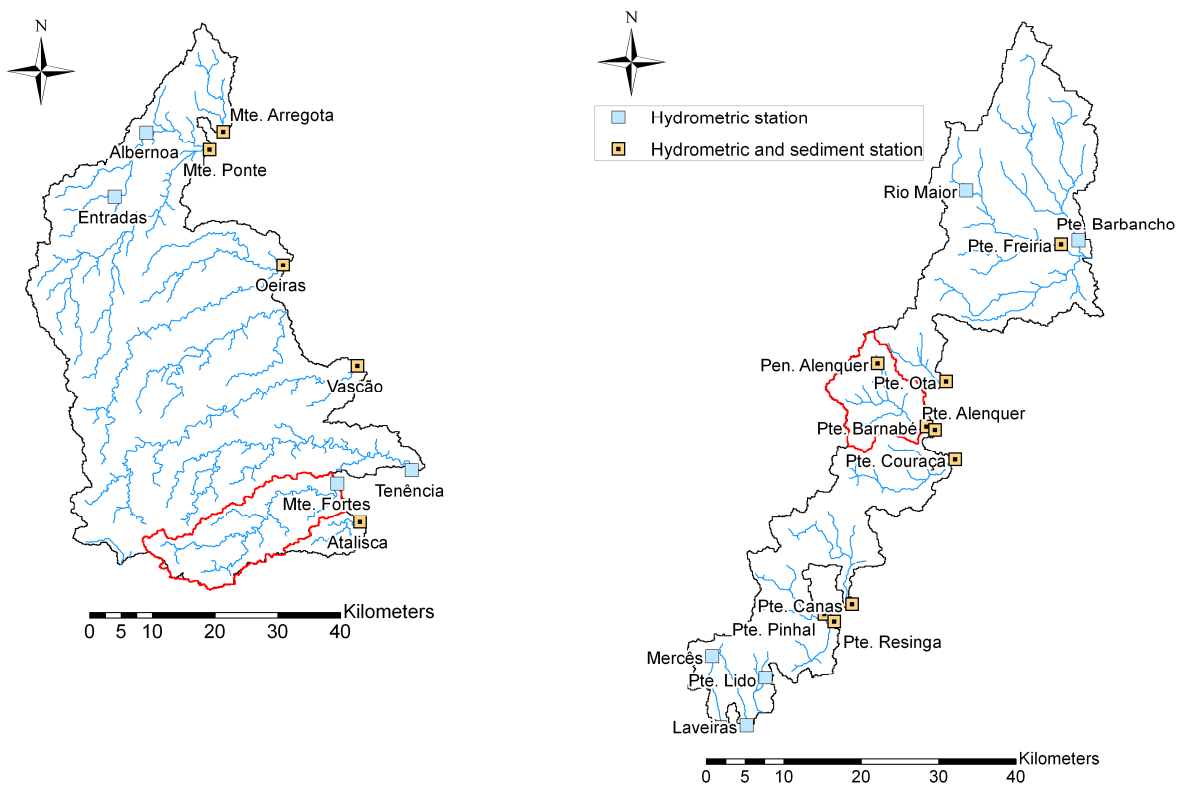 N
Mte. Arregota
Albernoa
Mte. Ponte
Entradas
Oeiras
Vascão
Tenência
Mte. Fortes
Atalisca
Kilometers
0 5 10 20 30 40
N
Hydrometric station
Hydrometric and sediment station
Rio Maior
Pte. Barbancho
Pte. Freiria
Pen. Alenquer
Pte. Ota
Pte. Alenquer
Pte. Barnabé
Pte. Couraça
Pte. Canas
Pte. Pinhal
Pte. Resinga
Mercês
Pte. Lido
Laveiras
Kilometers
0 5 10 20 30 40